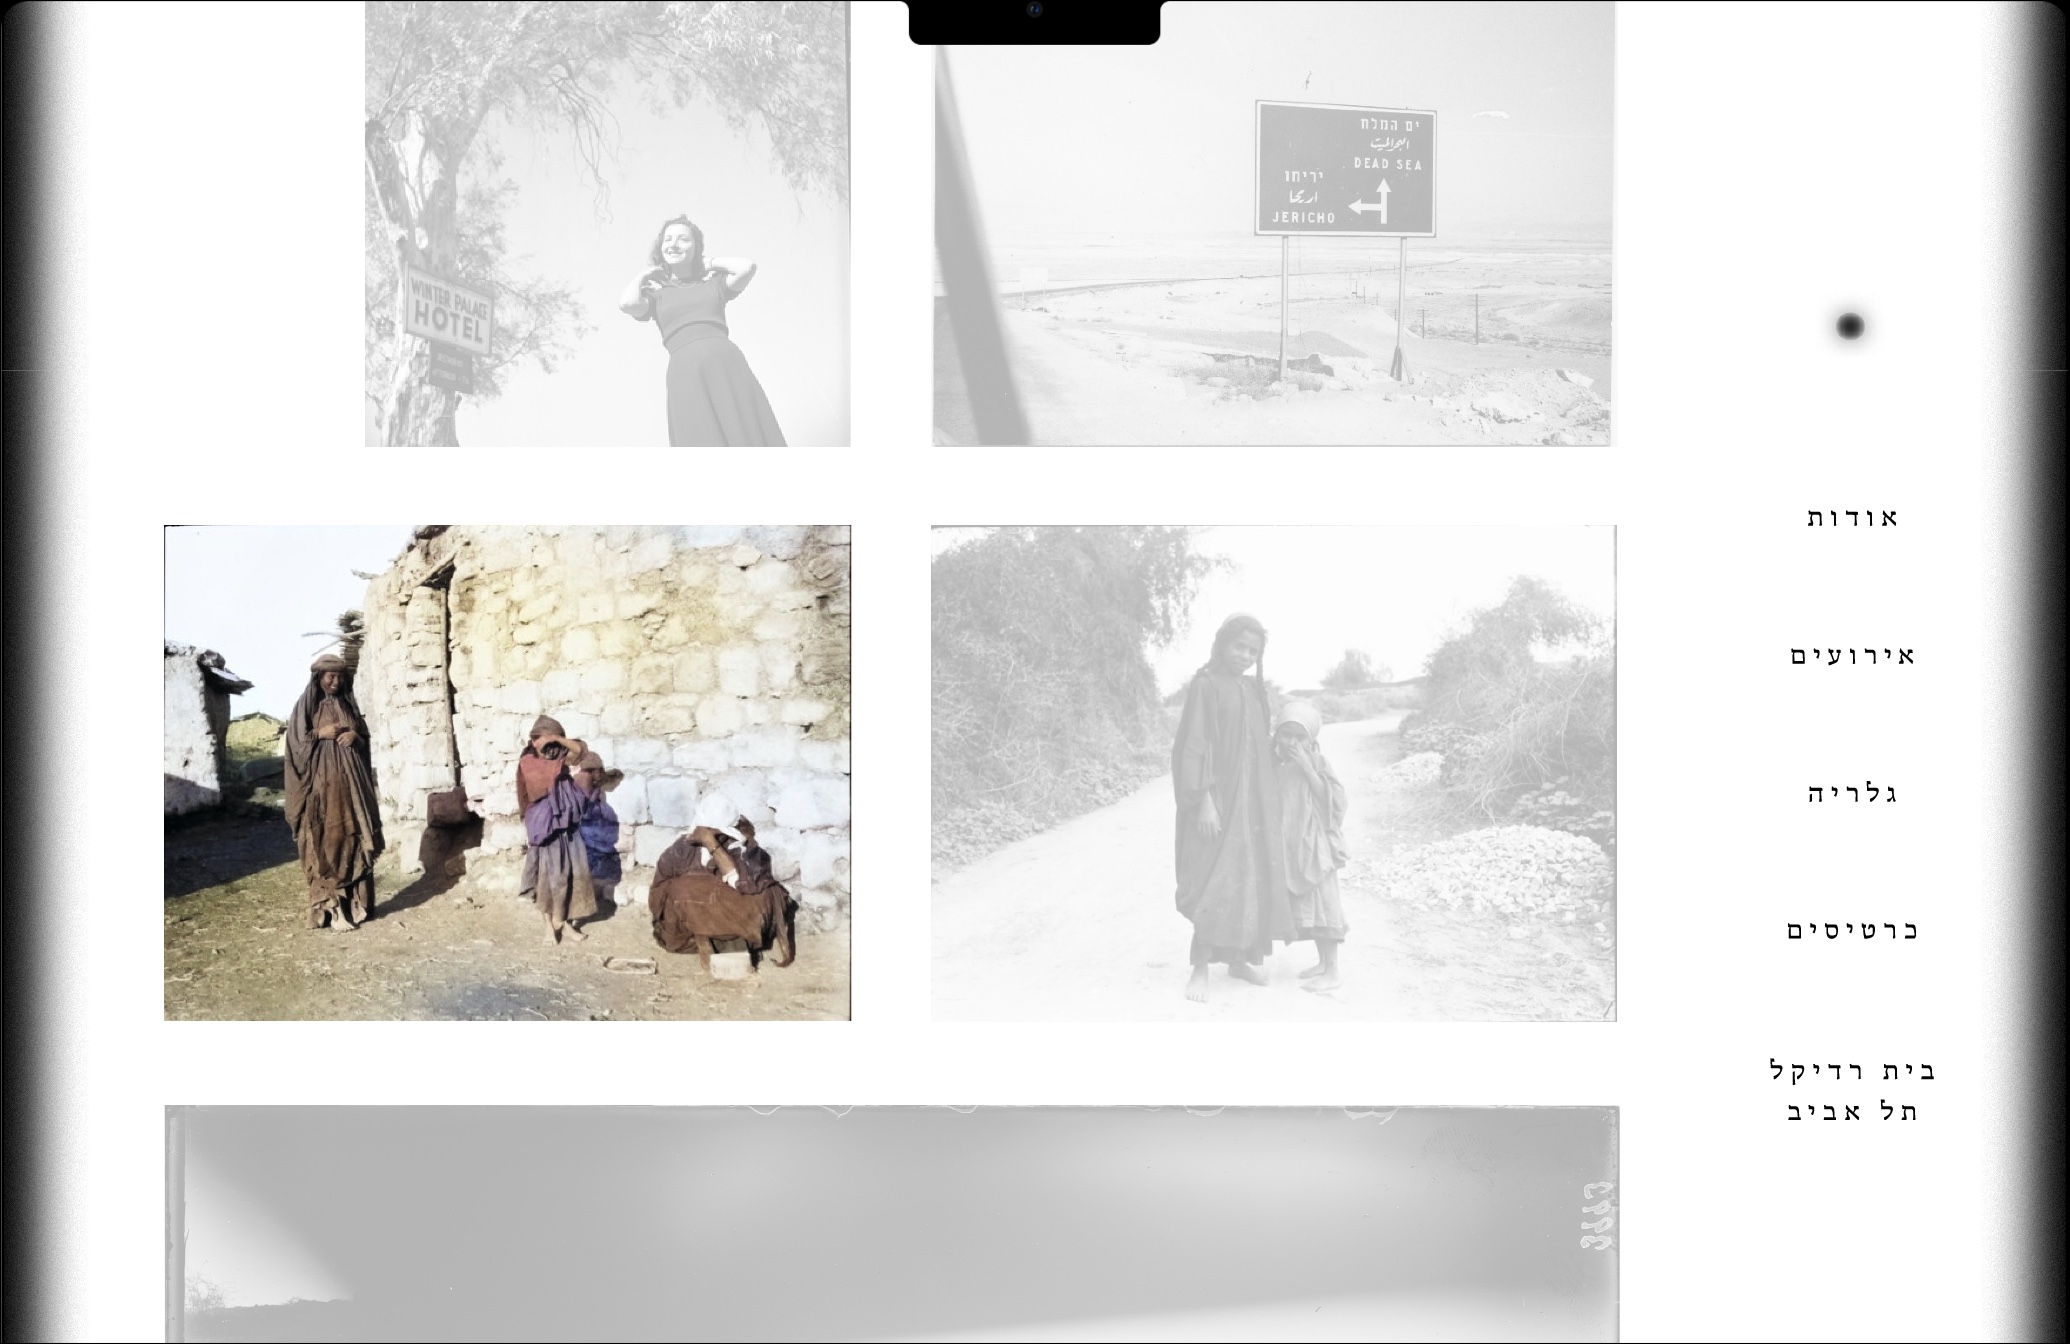 WINTER PALACE
HOTEL
ים המלח
البحر الميت
DEAD SEA
יריחו
اريحا
JERICHO
אודות
אירועים
גלריה
כרטיסים
בית רדיקל
תל אביב